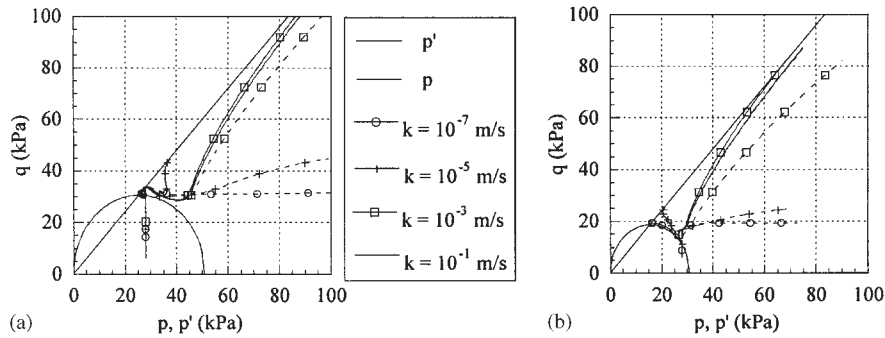 100
80
60
40
20
0
q (kPa)
0 20 40 60 80 100
p, p' (kPa)
(a)
p'
p
k = 10⁻⁷ m/s
k = 10⁻⁵ m/s
k = 10⁻³ m/s
k = 10⁻¹ m/s
100
80
60
40
20
0
q (kPa)
0 20 40 60 80 100
p, p' (kPa)
(b)